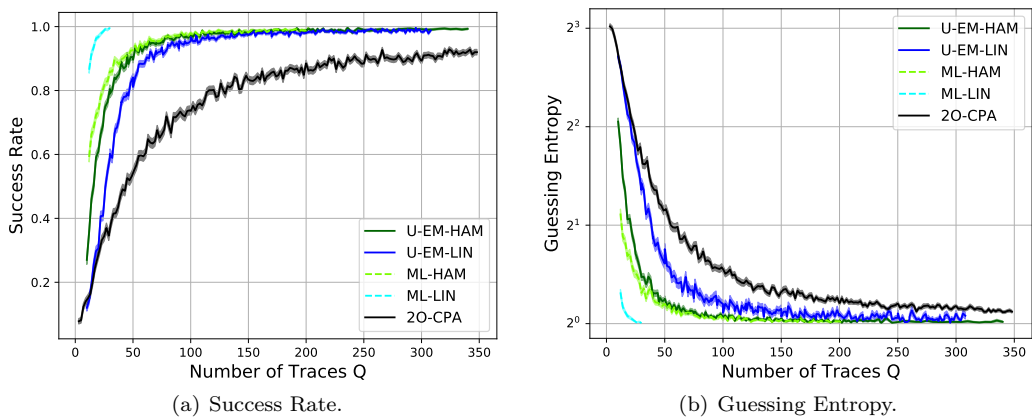 1.0
0.8
0.6
0.4
0.2
Success Rate
0 50 100 150 200 250 300 350
Number of Traces Q
U-EM-HAM
U-EM-LIN
ML-HAM
ML-LIN
2O-CPA
(a) Success Rate.
2³
2²
2¹
2⁰
Guessing Entropy
0 50 100 150 200 250 300 350
Number of Traces Q
U-EM-HAM
U-EM-LIN
ML-HAM
ML-LIN
2O-CPA
(b) Guessing Entropy.